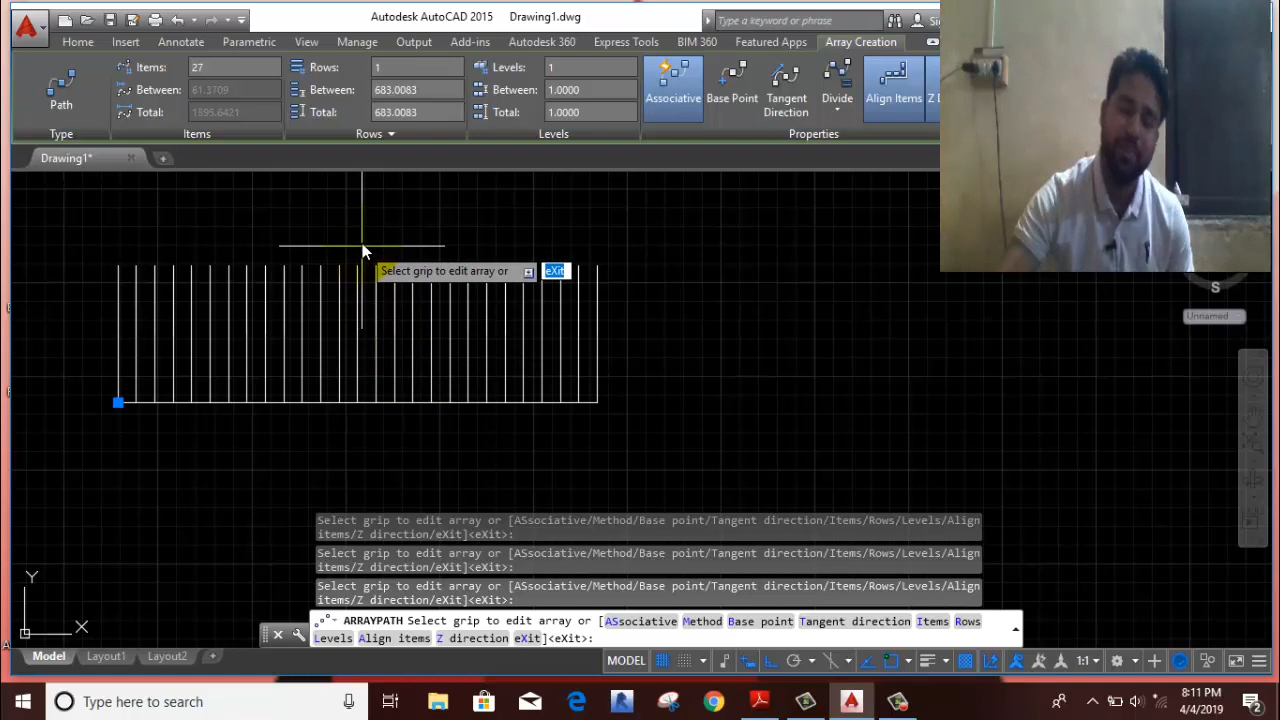 Autodesk AutoCAD 2015 Drawing1.dwg
Type a keyword or phrase
Home Insert Annotate Parametric View Manage Output Add-ins Autodesk 360 Express Tools BIM 360 Featured Apps Array Creation
Path
Type
Items: 27
Between: 61.3709
Total: 1595.6421
Items
Rows: 1
Between: 683.0083
Total: 683.0083
Rows
Levels: 1
Between: 1.0000
Total: 1.0000
Levels
Associative
Base Point
Tangent
Direction
Divide
Align Items
Z D
Properties
Drawing1*
Select grip to edit array or eXit
S
Unnamed
Select grip to edit array or [ASsociative/Method/Base point/Tangent direction/Items/Rows/Levels/Align
items/Z direction/eXit]<eXit>:
Select grip to edit array or [ASsociative/Method/Base point/Tangent direction/Items/Rows/Levels/Align
items/Z direction/eXit]<eXit>:
Select grip to edit array or [ASsociative/Method/Base point/Tangent direction/Items/Rows/Levels/Align
items/Z direction/eXit]<eXit>:
ARRAYPATH Select grip to edit array or [ASsociative Method Base point Tangent direction Items Rows
Levels Align items Z direction eXit]<eXit>:
Y
X
Model Layout1 Layout2
MODEL 1:1
Type here to search
8:11 PM
4/4/2019